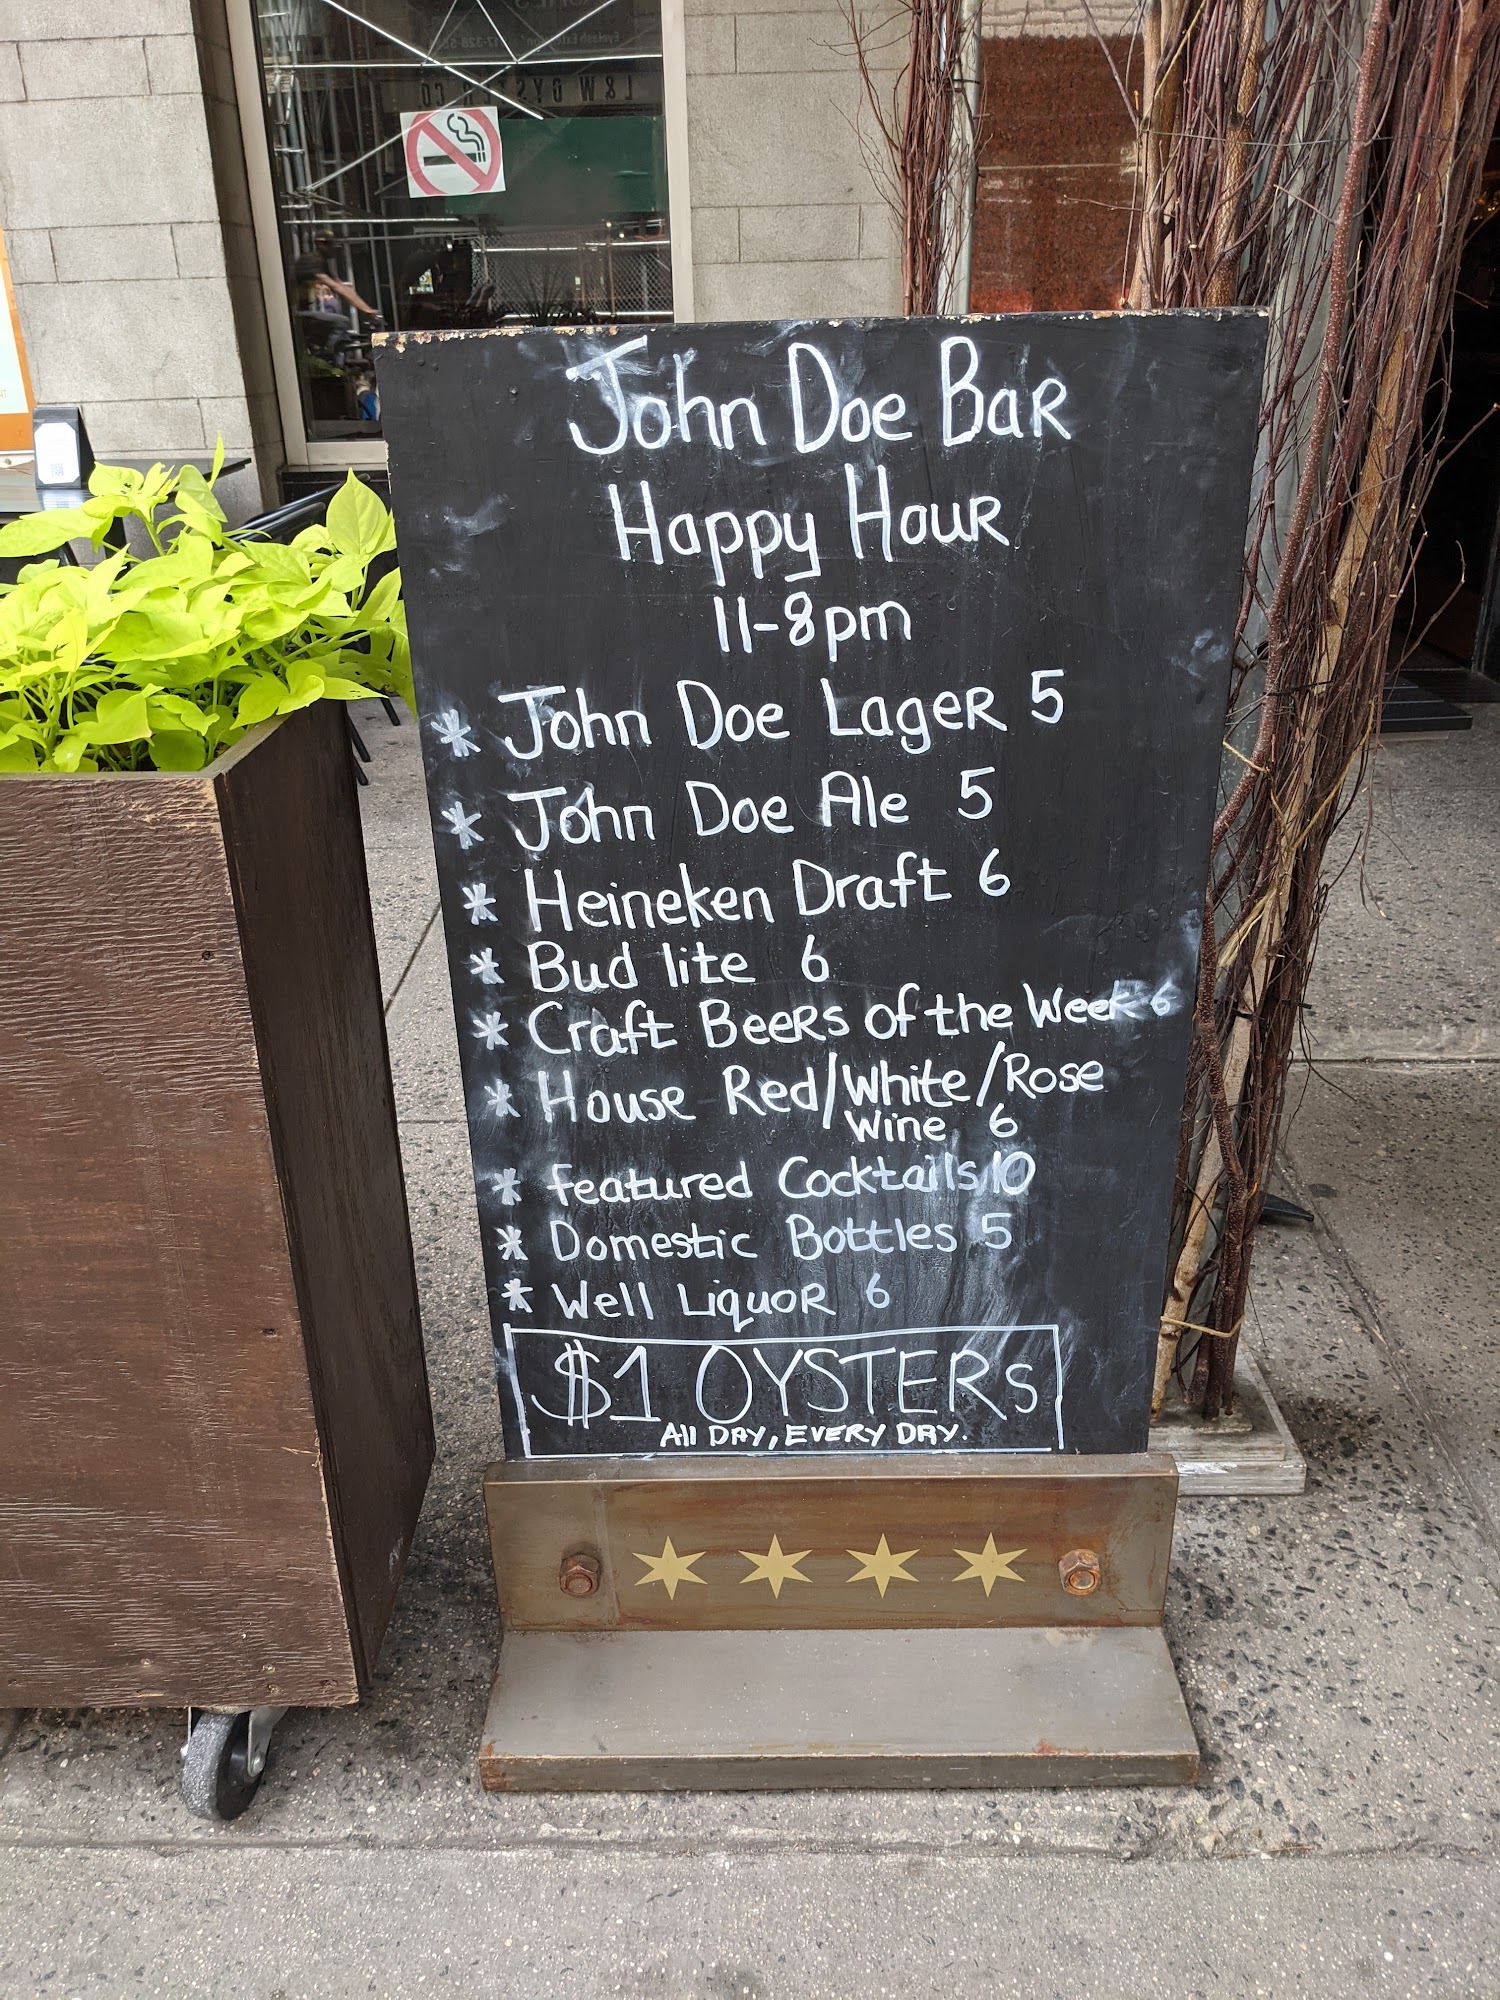 L&W OYSTER CO
John Doe Bar
Happy Hour
11-8pm
* John Doe Lager 5
* John Doe Ale 5
* Heineken Draft 6
* Bud lite 6
* Craft Beers of the Week 6
* House Red/White/Rose
Wine 6
* featured Cocktails 10
* Domestic Bottles 5
* Well Liquor 6
$1 OYSTERs
All DAY, EVERY DAY.